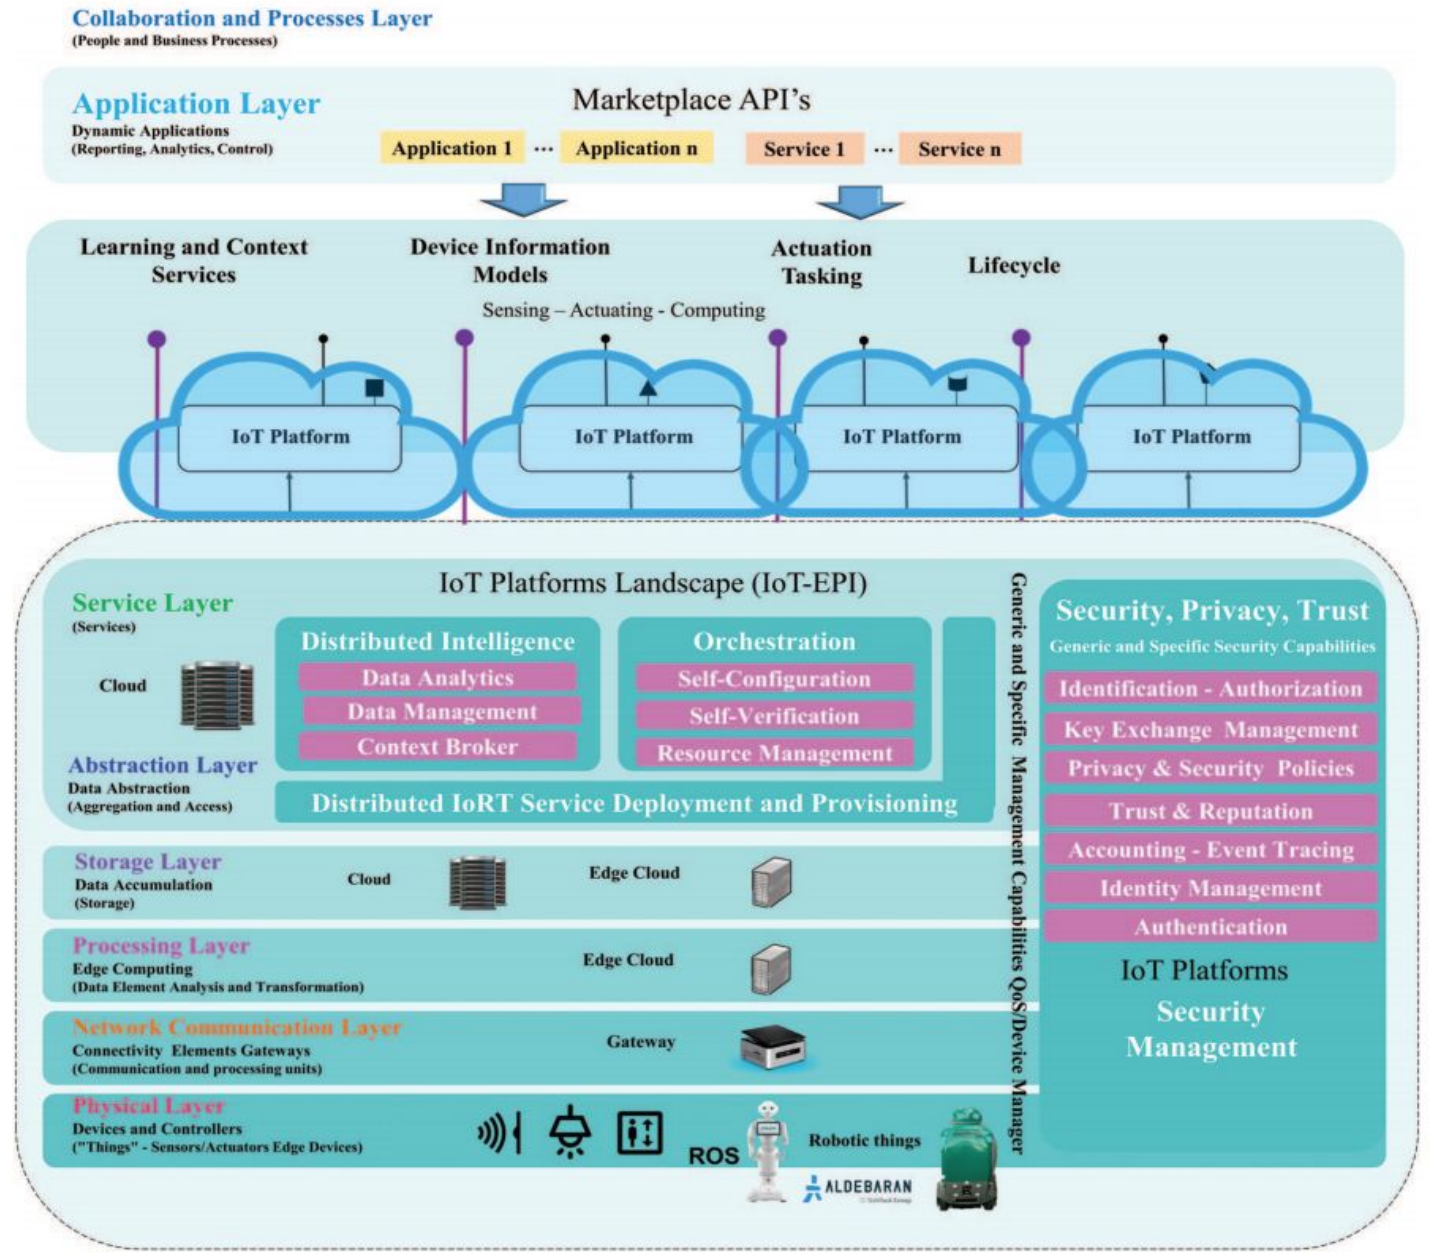 Collaboration and Processes Layer
(People and Business Processes)
Application Layer
Dynamic Applications
(Reporting, Analytics, Control)
Marketplace API's
Application 1 ... Application n
Service 1 ... Service n
Learning and Context
Services
Device Information
Models
Actuation
Tasking
Lifecycle
Sensing – Actuating - Computing
IoT Platform
IoT Platform
IoT Platform
IoT Platform
IoT Platforms Landscape (IoT-EPI)
Service Layer
(Services)
Cloud
Distributed Intelligence
Data Analytics
Data Management
Context Broker
Orchestration
Self-Configuration
Self-Verification
Resource Management
Abstraction Layer
Data Abstraction
(Aggregation and Access)
Distributed IoRT Service Deployment and Provisioning
Storage Layer
Data Accumulation
(Storage)
Cloud
Edge Cloud
Processing Layer
Edge Computing
(Data Element Analysis and Transformation)
Edge Cloud
Network Communication Layer
Connectivity Elements Gateways
(Communication and processing units)
Gateway
Physical Layer
Devices and Controllers
("Things" - Sensors/Actuators Edge Devices)
ROS
Robotic things
ALDEBARAN
Generic and Specific Management Capabilities QoS/Device Manager
Security, Privacy, Trust
Generic and Specific Security Capabilities
Identification - Authorization
Key Exchange Management
Privacy & Security Policies
Trust & Reputation
Accounting - Event Tracing
Identity Management
Authentication
IoT Platforms
Security
Management